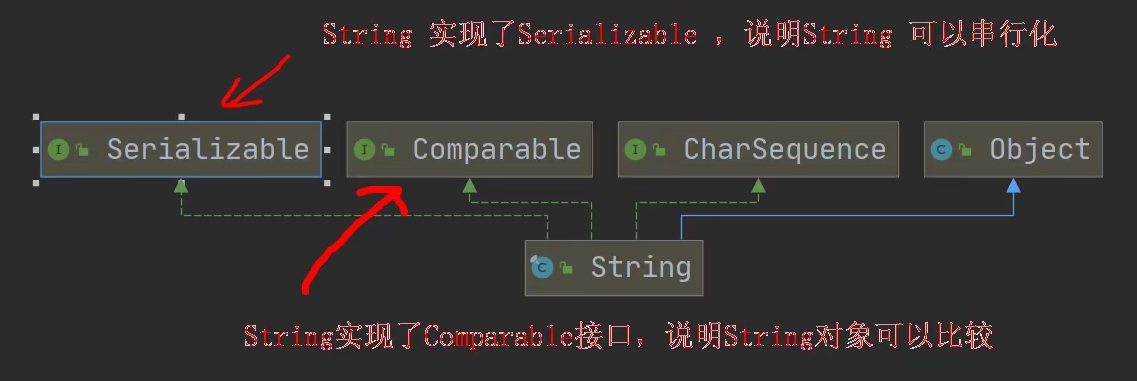 String 实现了Serializable ，说明String 可以串行化
Serializable
Comparable
CharSequence
Object
String
String实现了Comparable接口，说明String对象可以比较